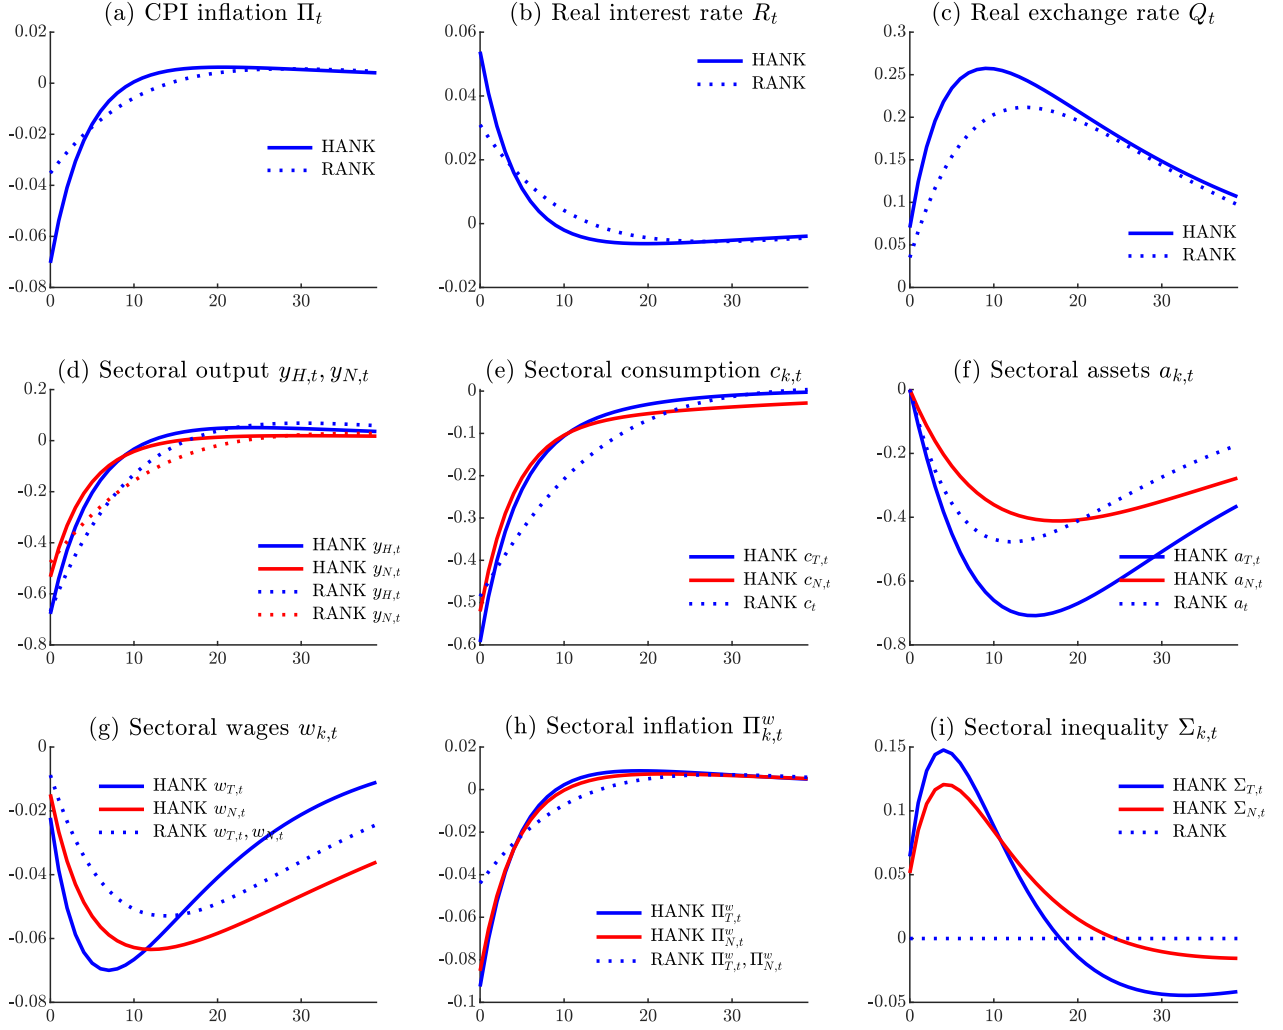 (a) CPI inflation Π_t
(b) Real interest rate R_t
(c) Real exchange rate Q_t
0.02
0
-0.02
-0.04
-0.06
-0.08
0 10 20 30
HANK
RANK
0.06
0.04
0.02
0
-0.02
0 10 20 30
HANK
RANK
0.3
0.25
0.2
0.15
0.1
0.05
0
0 10 20 30
HANK
RANK
(d) Sectoral output y_{H,t}, y_{N,t}
(e) Sectoral consumption c_{k,t}
(f) Sectoral assets a_{k,t}
0.2
0
-0.2
-0.4
-0.6
-0.8
0 10 20 30
HANK y_{H,t}
HANK y_{N,t}
RANK y_{H,t}
RANK y_{N,t}
0
-0.1
-0.2
-0.3
-0.4
-0.5
-0.6
0 10 20 30
HANK c_{T,t}
HANK c_{N,t}
RANK c_t
0
-0.2
-0.4
-0.6
-0.8
0 10 20 30
HANK a_{T,t}
HANK a_{N,t}
RANK a_t
(g) Sectoral wages w_{k,t}
(h) Sectoral inflation Π^w_{k,t}
(i) Sectoral inequality Σ_{k,t}
0
-0.02
-0.04
-0.06
-0.08
0 10 20 30
HANK w_{T,t}
HANK w_{N,t}
RANK w_{T,t}, w_{N,t}
0.02
0
-0.02
-0.04
-0.06
-0.08
-0.1
0 10 20 30
HANK Π^w_{T,t}
HANK Π^w_{N,t}
RANK Π^w_{T,t}, Π^w_{N,t}
0.15
0.1
0.05
0
-0.05
0 10 20 30
HANK Σ_{T,t}
HANK Σ_{N,t}
RANK